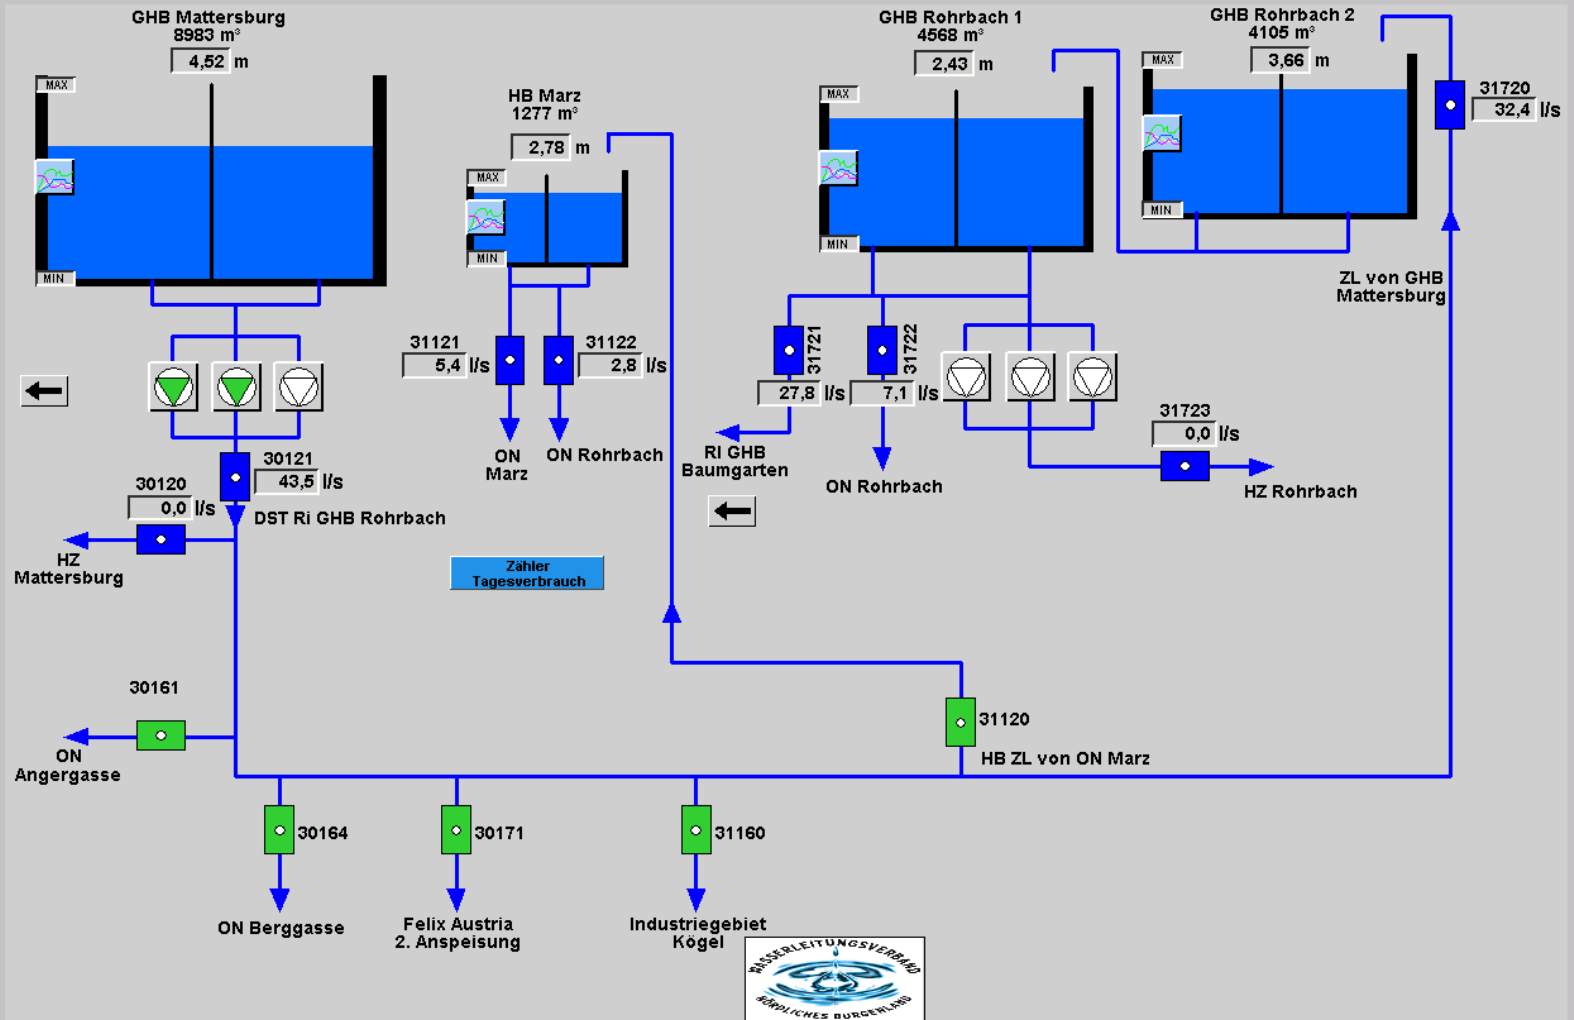 GHB Mattersburg
8983 m³
4,52 m
MAX
MIN
HB Marz
1277 m³
2,78 m
MAX
MIN
GHB Rohrbach 1
4568 m³
2,43 m
MAX
MIN
GHB Rohrbach 2
4105 m³
3,66 m
MAX
MIN
31720
32,4 l/s
ZL von GHB
Mattersburg
31121
5,4 l/s
31122
2,8 l/s
ON
Marz
ON Rohrbach
31721
27,8 l/s
31722
7,1 l/s
RI GHB
Baumgarten
ON Rohrbach
31723
0,0 l/s
HZ Rohrbach
30121
43,5 l/s
DST Ri GHB Rohrbach
30120
0,0 l/s
HZ
Mattersburg
Zähler
Tagesverbrauch
30161
ON
Angergasse
31120
HB ZL von ON Marz
30164
ON Berggasse
30171
Felix Austria
2. Anspeisung
31160
Industriegebiet
Kögel
WASSERLEITUNGSVERBAND
NÖRDLICHES BURGENLAND